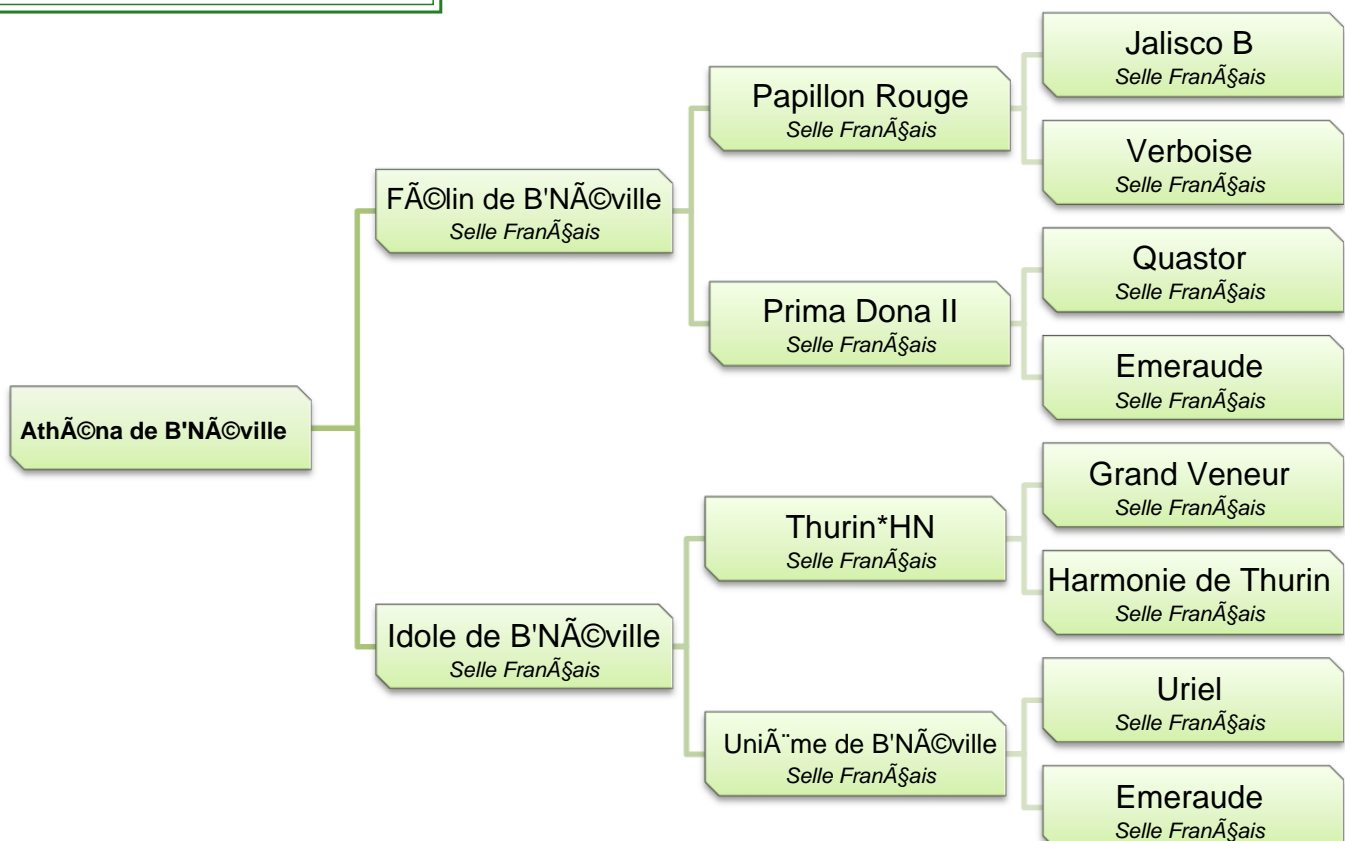 Jalisco B
Selle FranÃ§ais
Papillon Rouge
Selle FranÃ§ais
Verboise
Selle FranÃ§ais
FÃ©lin de B'NÃ©ville
Selle FranÃ§ais
Quastor
Selle FranÃ§ais
Prima Dona II
Selle FranÃ§ais
Emeraude
Selle FranÃ§ais
AthÃ©na de B'NÃ©ville
Grand Veneur
Selle FranÃ§ais
Thurin*HN
Selle FranÃ§ais
Harmonie de Thurin
Selle FranÃ§ais
Idole de B'NÃ©ville
Selle FranÃ§ais
Uriel
Selle FranÃ§ais
UniÃ¨me de B'NÃ©ville
Selle FranÃ§ais
Emeraude
Selle FranÃ§ais